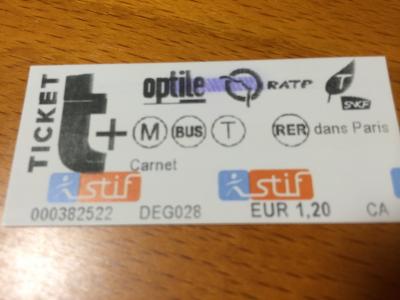 TICKET t+
optile RATP T SNCF
M BUS T RER dans Paris
Carnet
stif stif
000382522 DEG028 EUR 1,20 CA